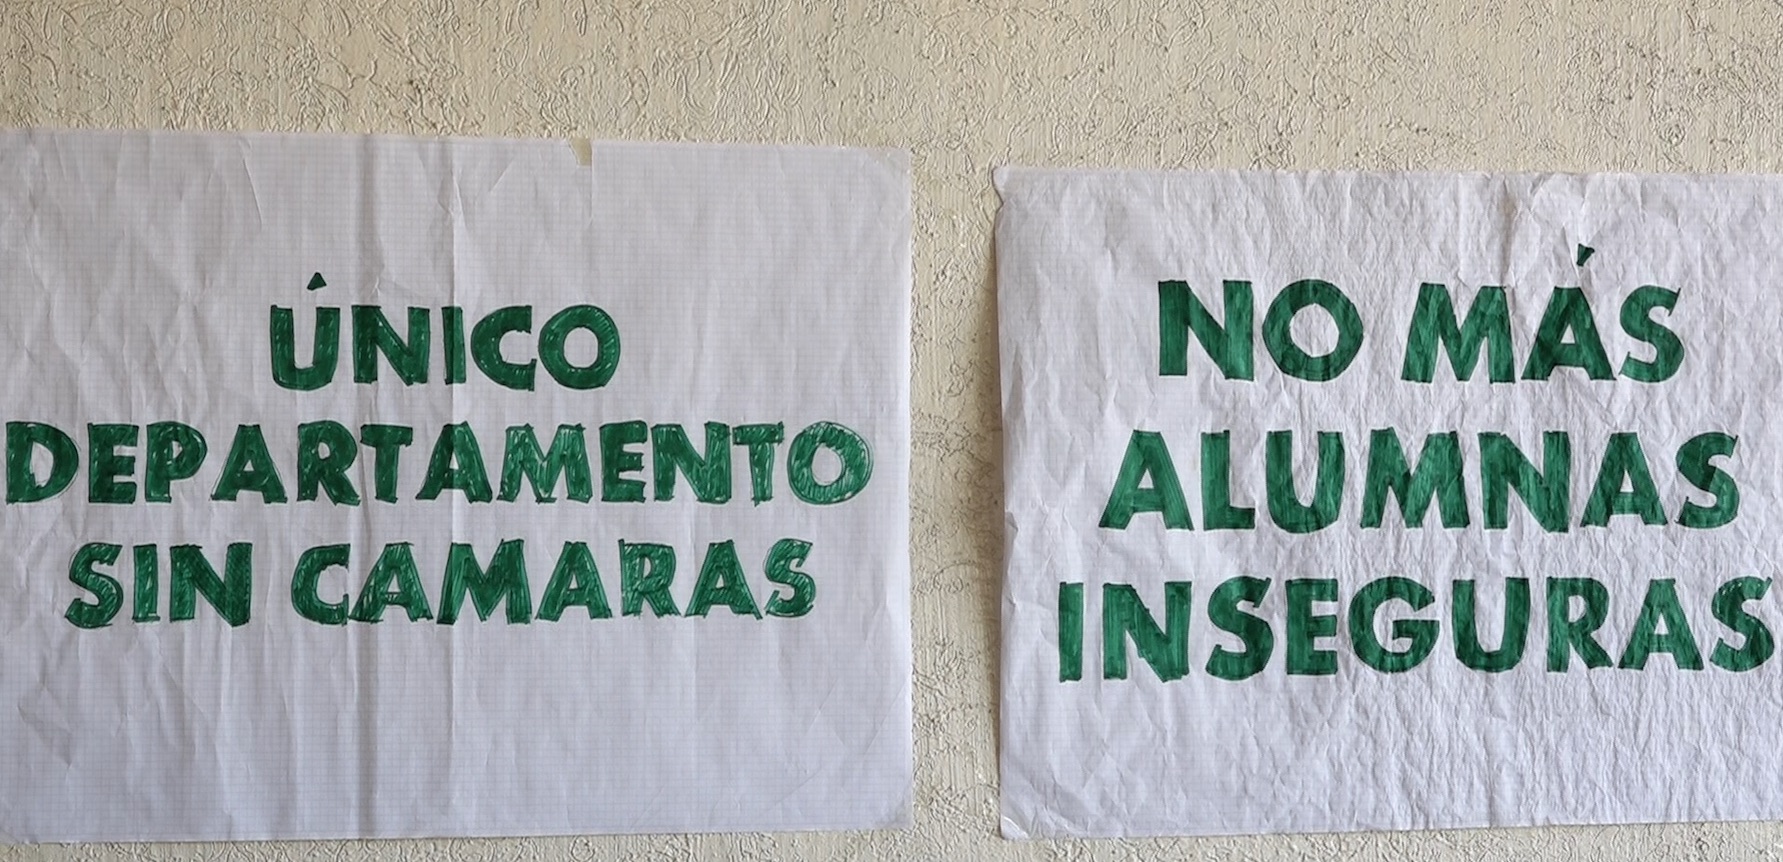 ÚNICO
DEPARTAMENTO
SIN CAMARAS
NO MÁS
ALUMNAS
INSEGURAS